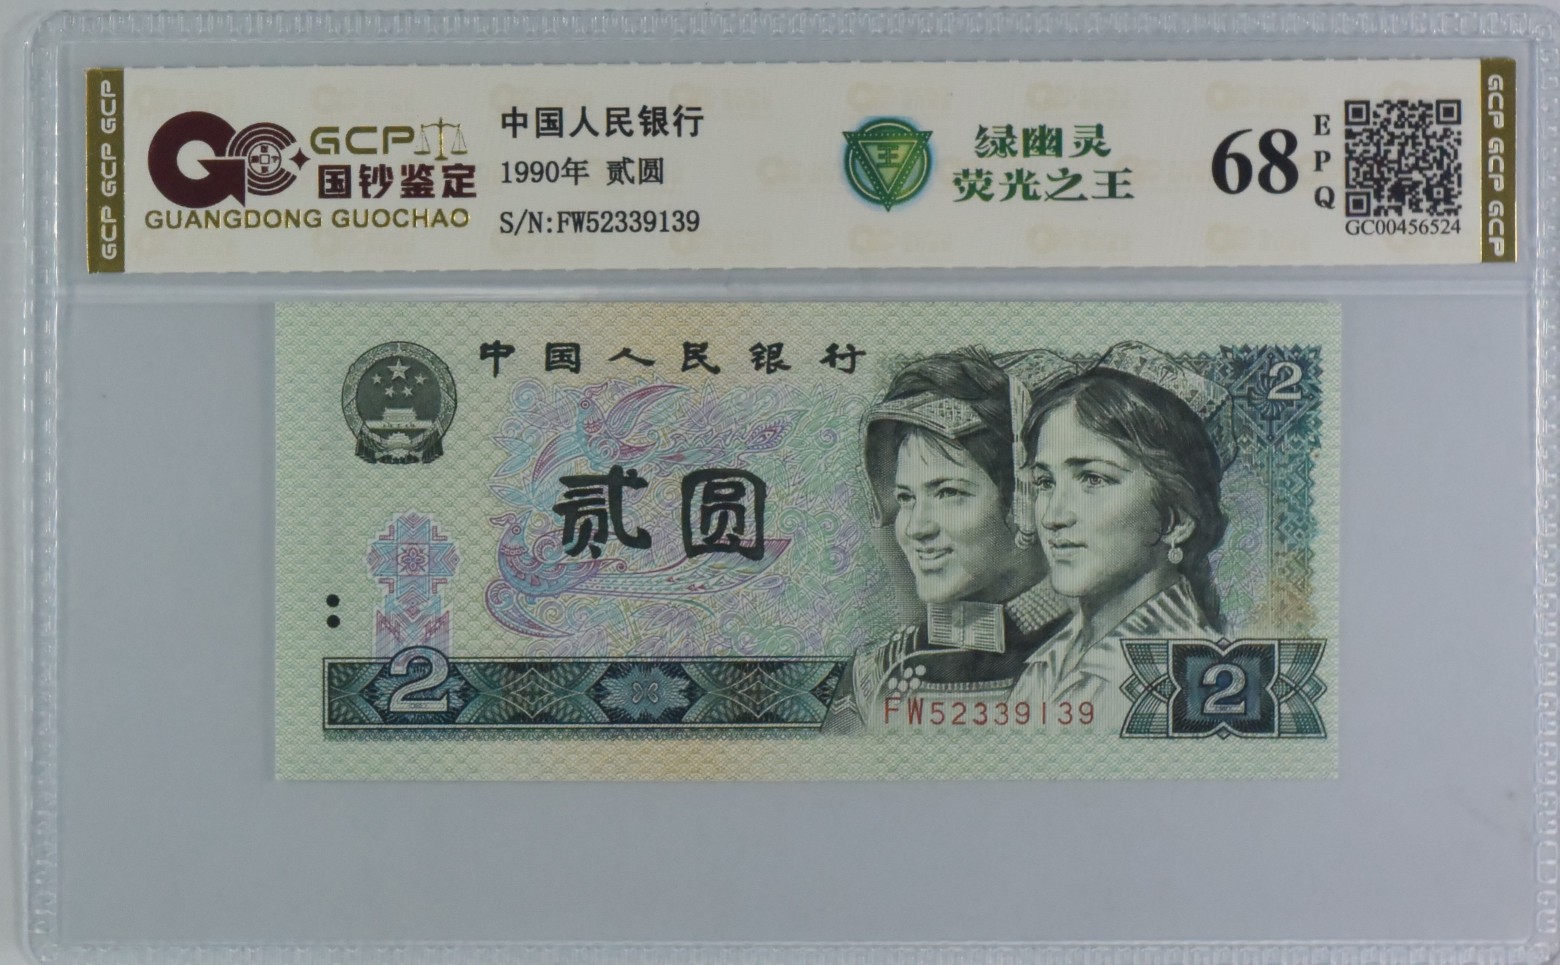 GCP GCP GCP
GCP
国钞鉴定
GUANGDONG GUOCHAO
中国人民银行
1990年 贰圆
S/N:FW52339139
王
绿幽灵
荧光之王
68
EPQ
GC00456524
GCP GCP GCP
中国人民银行
2
贰圆
2
FW52339139
2